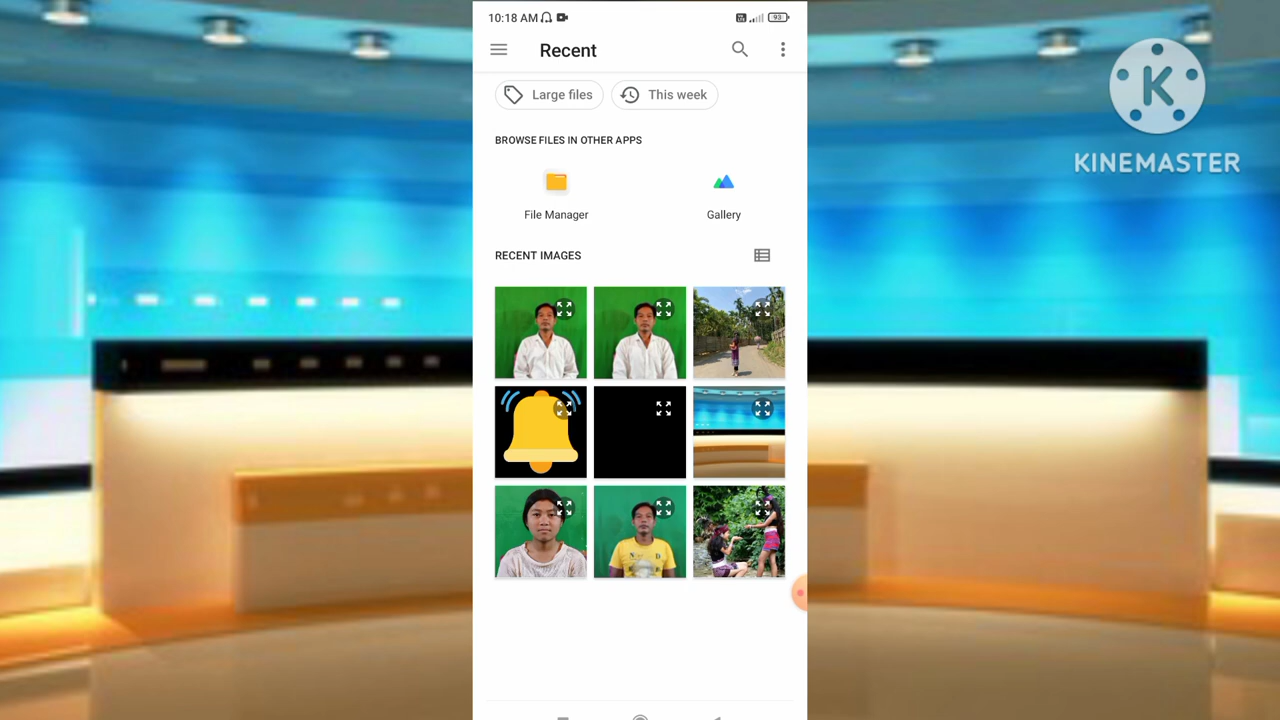 10:18 AM
93
Recent
Large files
This week
BROWSE FILES IN OTHER APPS
File Manager
Gallery
RECENT IMAGES
K
KINEMASTER